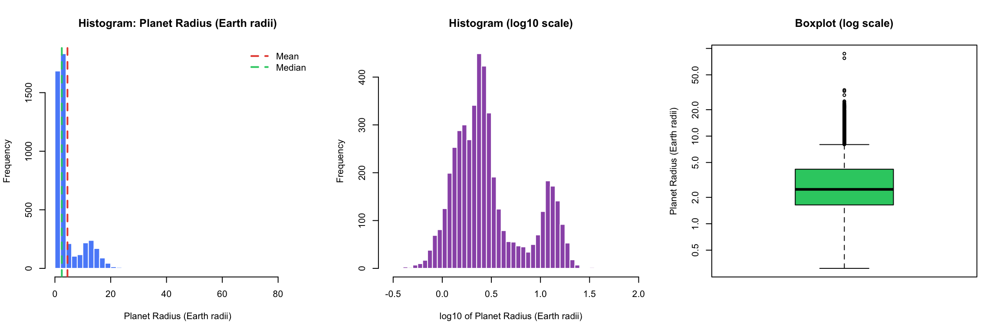 Histogram: Planet Radius (Earth radii)
Mean
Median
Frequency
0
500
1000
1500
0
20
40
60
80
Planet Radius (Earth radii)
Histogram (log10 scale)
Frequency
0
100
200
300
400
-0.5
0.0
0.5
1.0
1.5
2.0
log10 of Planet Radius (Earth radii)
Boxplot (log scale)
Planet Radius (Earth radii)
0.5
1.0
2.0
5.0
10.0
20.0
50.0